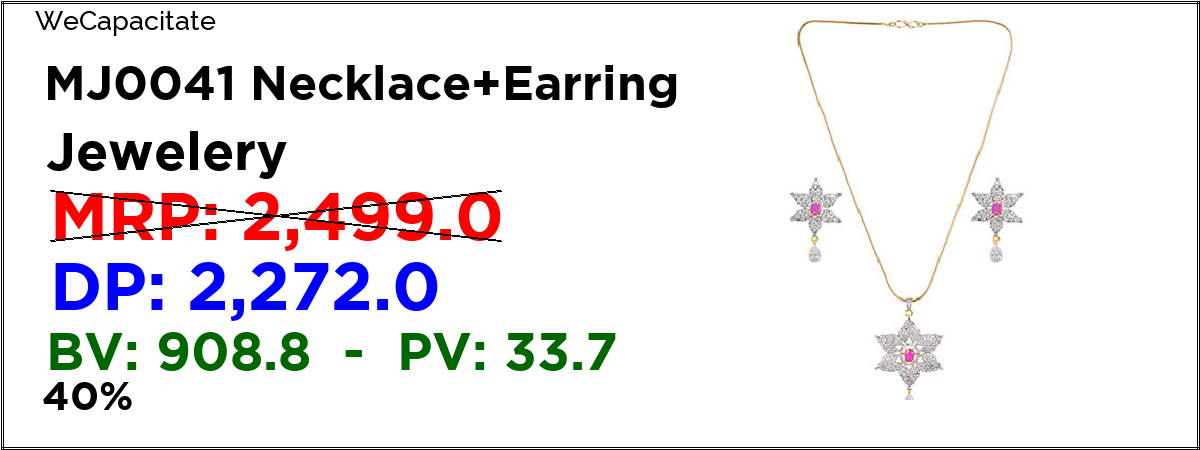 WeCapacitate
MJ0041 Necklace+Earring
Jewelery
MRP: 2,499.0
DP: 2,272.0
BV: 908.8 - PV: 33.7
40%